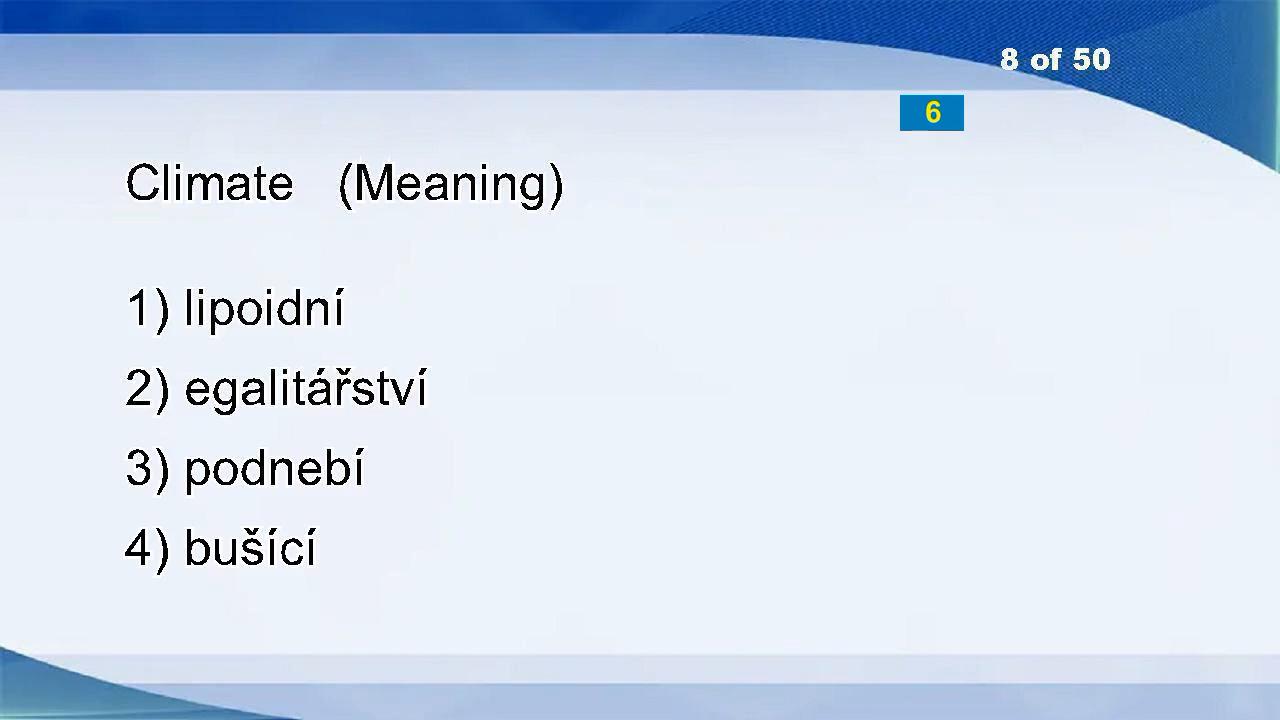 8 of 50
6
Climate (Meaning)
1) lipoidní
2) egalitářství
3) podnebí
4) bušící